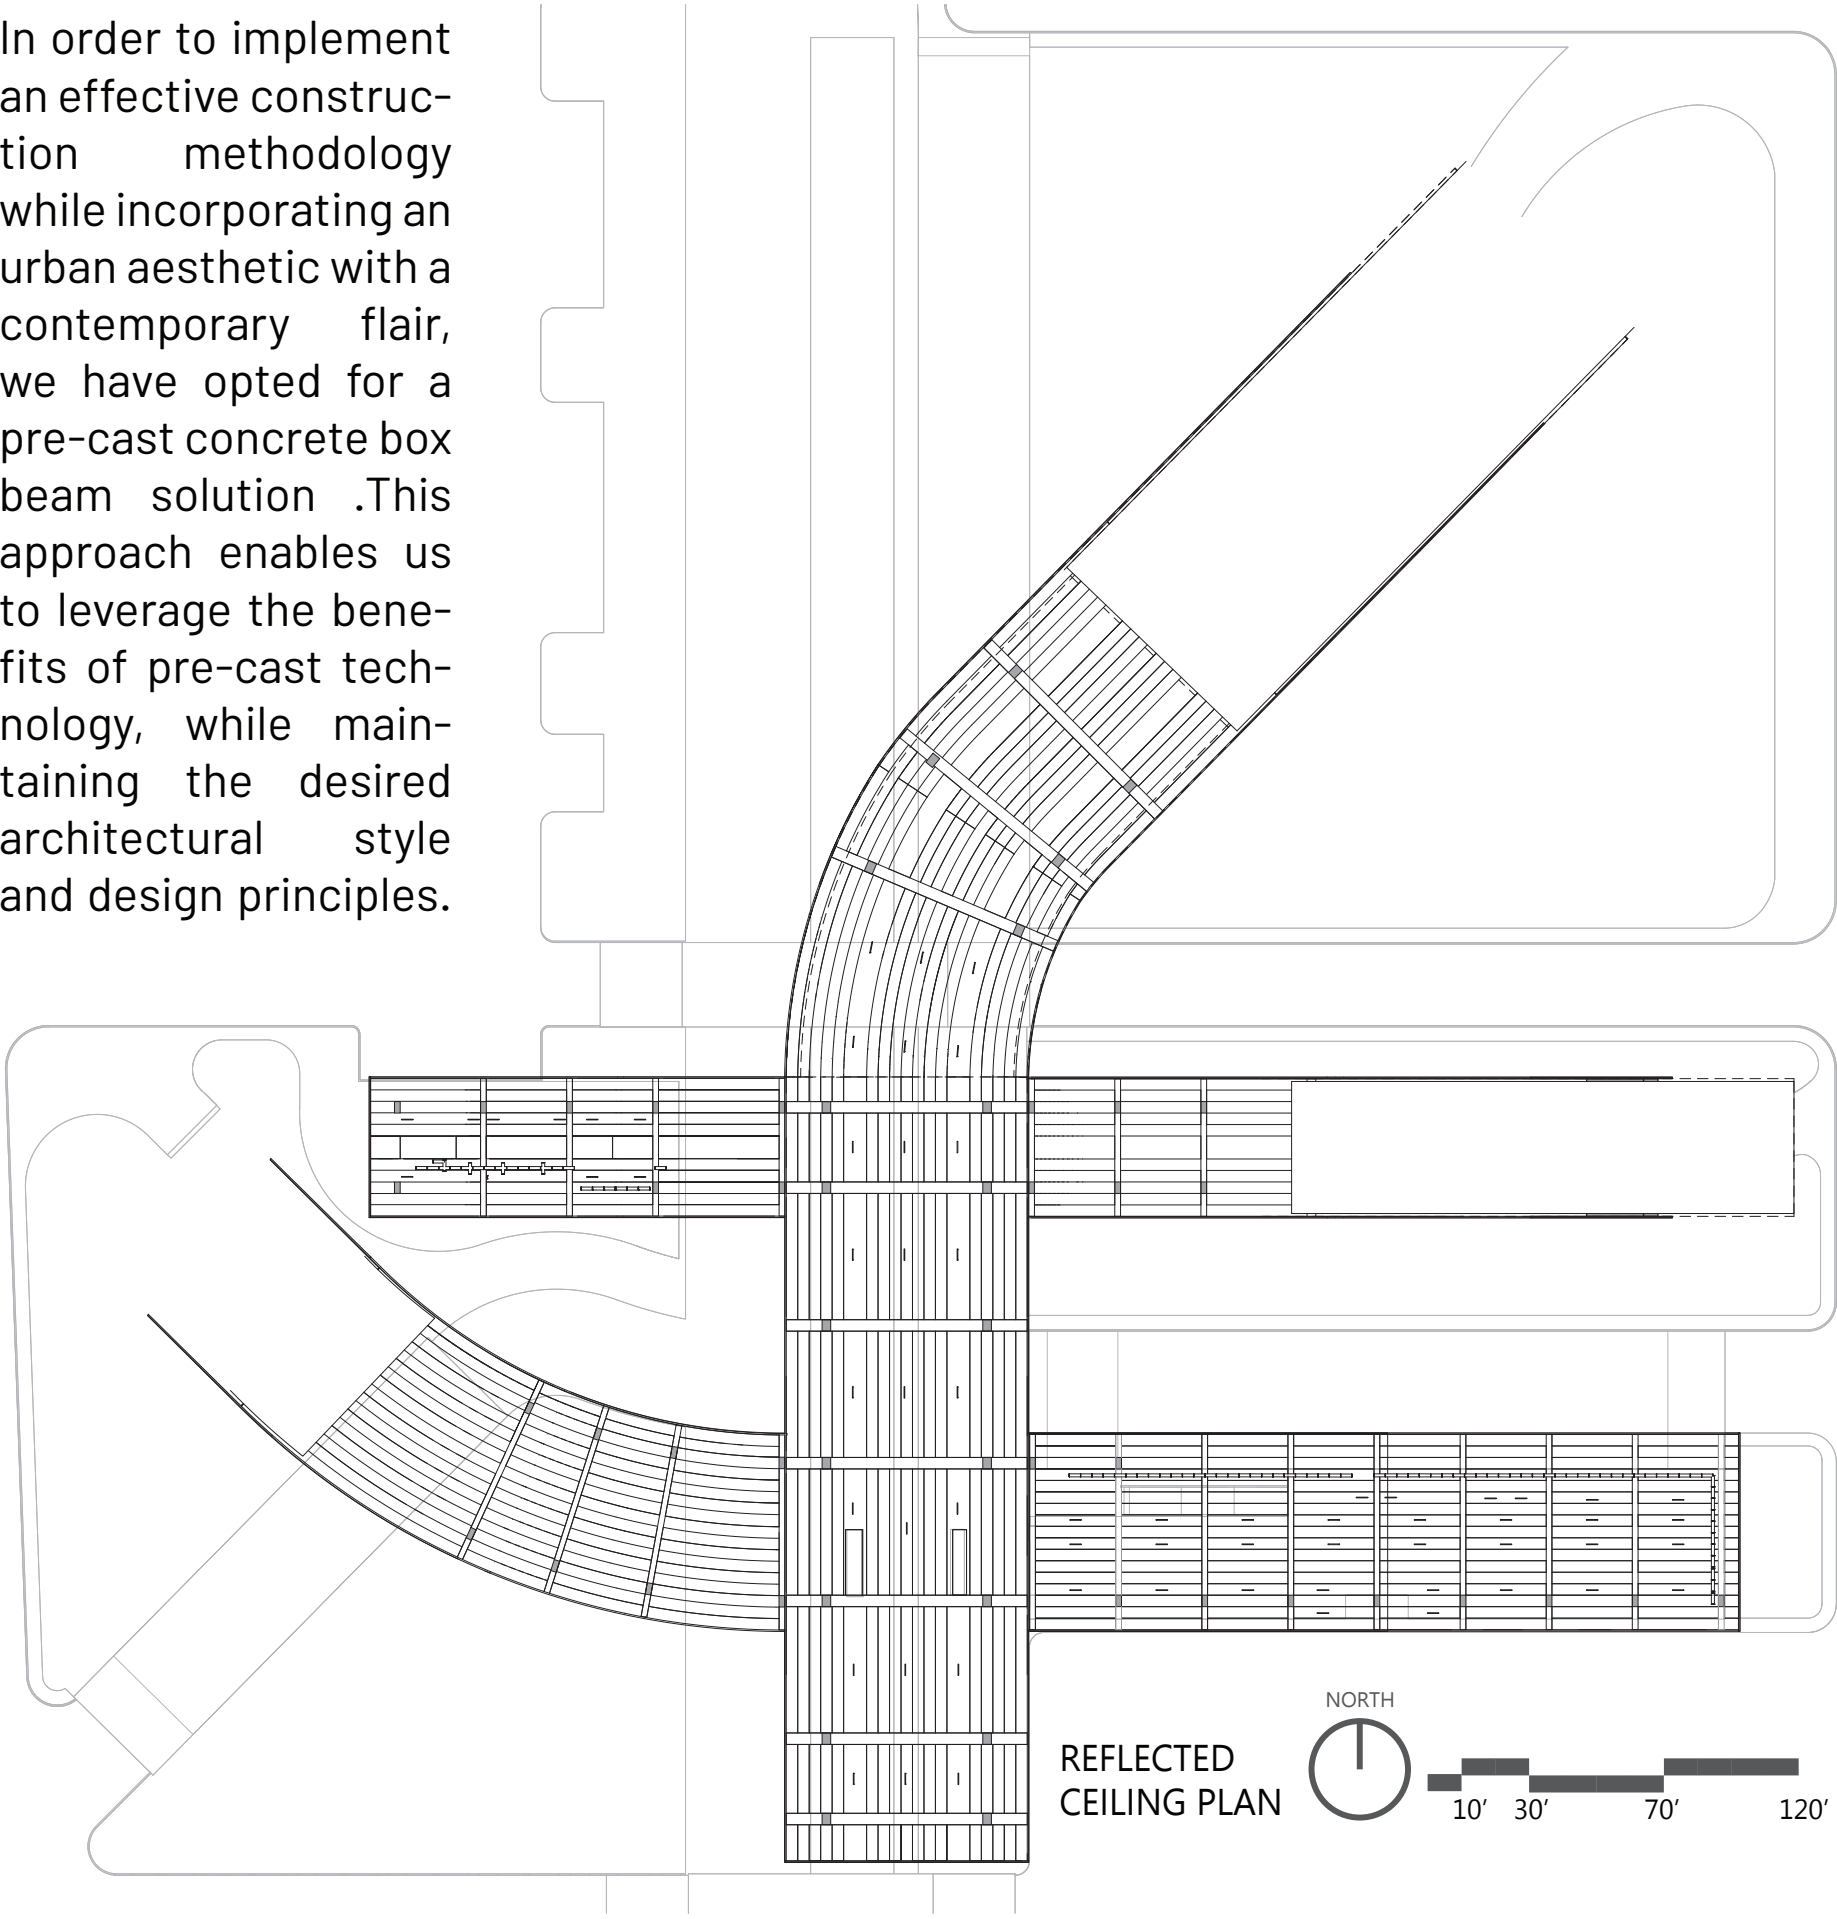 In order to implement
an effective construc-
tion methodology
while incorporating an
urban aesthetic with a
contemporary flair,
we have opted for a
pre-cast concrete box
beam solution .This
approach enables us
to leverage the bene-
fits of pre-cast tech-
nology, while main-
taining the desired
architectural style
and design principles.
NORTH
REFLECTED
CEILING PLAN
10′ 30′ 70′ 120′